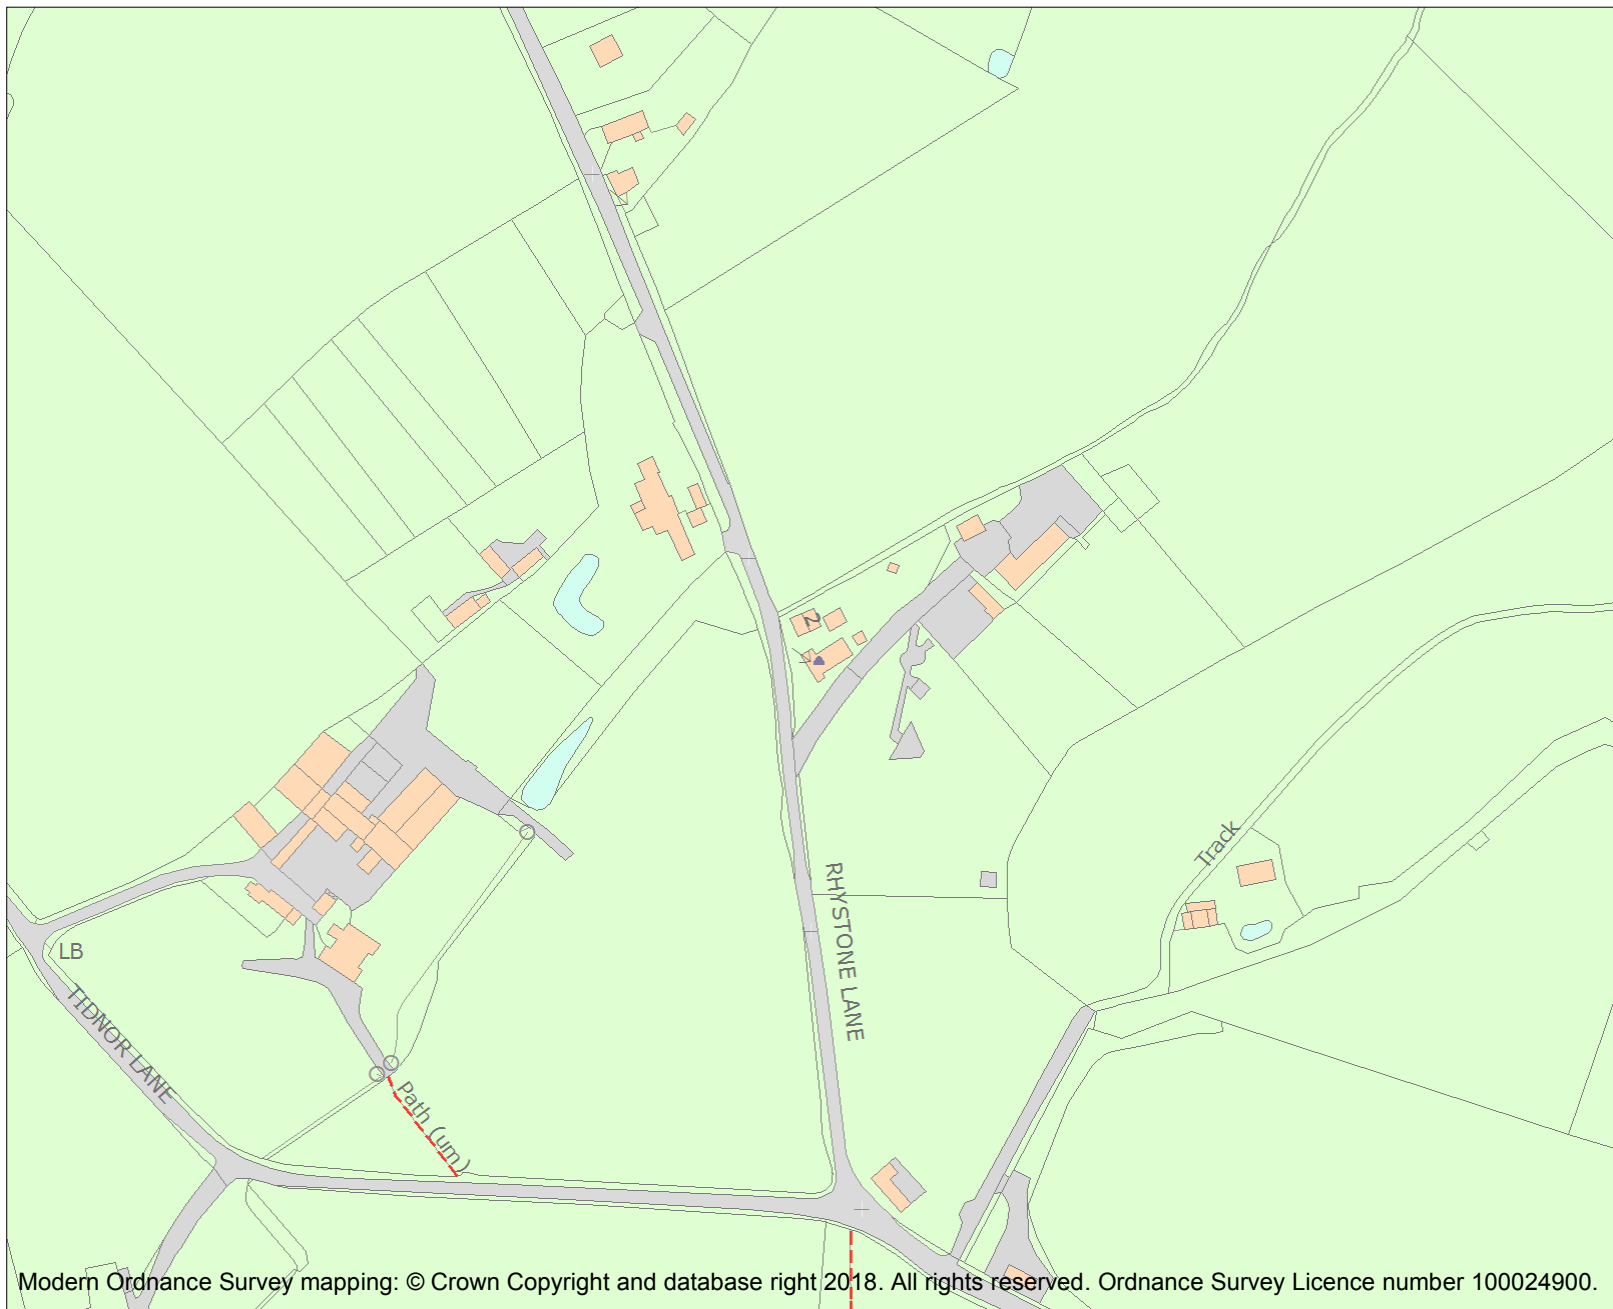 2
Track
RHYSTONE LANE
LB
TIDNOR LANE
Path (um)
Modern Ordnance Survey mapping: © Crown Copyright and database right 2018. All rights reserved. Ordnance Survey Licence number 100024900.